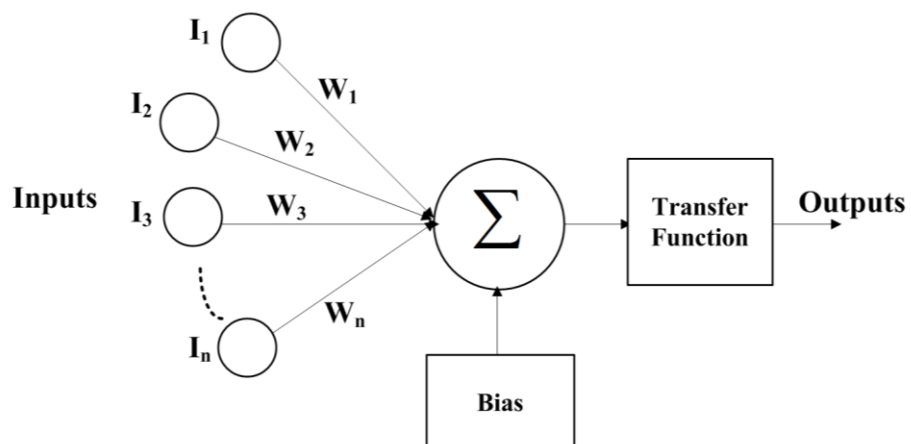 I₁
W₁
I₂
W₂
Inputs
I₃
W₃
∑
Transfer
Function
Outputs
Wₙ
Iₙ
Bias